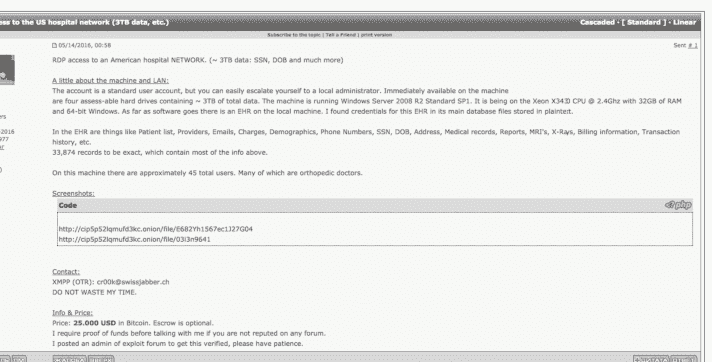 ess to the US hospital network (3TB data, etc.)
Cascaded · [ Standard ] · Linear
Subscribe to the topic | Tell a Friend | print version
05/14/2016, 00:58
Sent # 1
RDP access to an American hospital NETWORK. (~ 3TB data: SSN, DOB and much more)
A little about the machine and LAN:
The account is a standard user account, but you can easily escalate yourself to a local administrator. Immediately available on the machine
are four assess-able hard drives containing ~ 3TB of total data. The machine is running Windows Server 2008 R2 Standard SP1. It is being on the Xeon CPU @ 2.4Ghz with 32GB of RAM
and 64-bit Windows. As far as software goes there is an EHR on the local machine. I found credentials for this EHR in its main database files stored in plaintext.
In the EHR are things like Patient list, Providers, Emails, Charges, Demographics, Phone Numbers, SSN, DOB, Address, Medical records, Reports, MRI's, X-Rays, Billing information, Transaction
history, etc.
33,874 records to be exact, which contain most of the info above.
On this machine there are approximately 45 total users. Many of which are orthopedic doctors.
Screenshots:
Code
php
Contact:
XMPP (OTR): cr00k@swissjabber.ch
DO NOT WASTE MY TIME.
Info & Price:
Price: 25.000 USD in Bitcoin. Escrow is optional.
I require proof of funds before talking with me if you are not reputed on any forum.
I posted an admin of exploit forum to get this verified, please have patience.